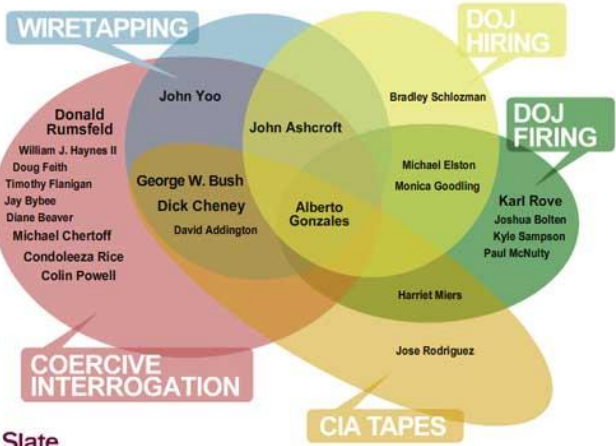 WIRETAPPING
DOJ
HIRING
DOJ
FIRING
John Yoo
Bradley Schlozman
Donald
Rumsfeld
William J. Haynes II
Doug Feith
Timothy Flanigan
Jay Bybee
Diane Beaver
Michael Chertoff
Condoleeza Rice
Colin Powell
John Ashcroft
George W. Bush
Dick Cheney
David Addington
Alberto
Gonzales
Michael Elston
Monica Goodling
Karl Rove
Joshua Bolten
Kyle Sampson
Paul McNulty
Harriet Miers
Jose Rodriguez
COERCIVE
INTERROGATION
CIA TAPES
Slate